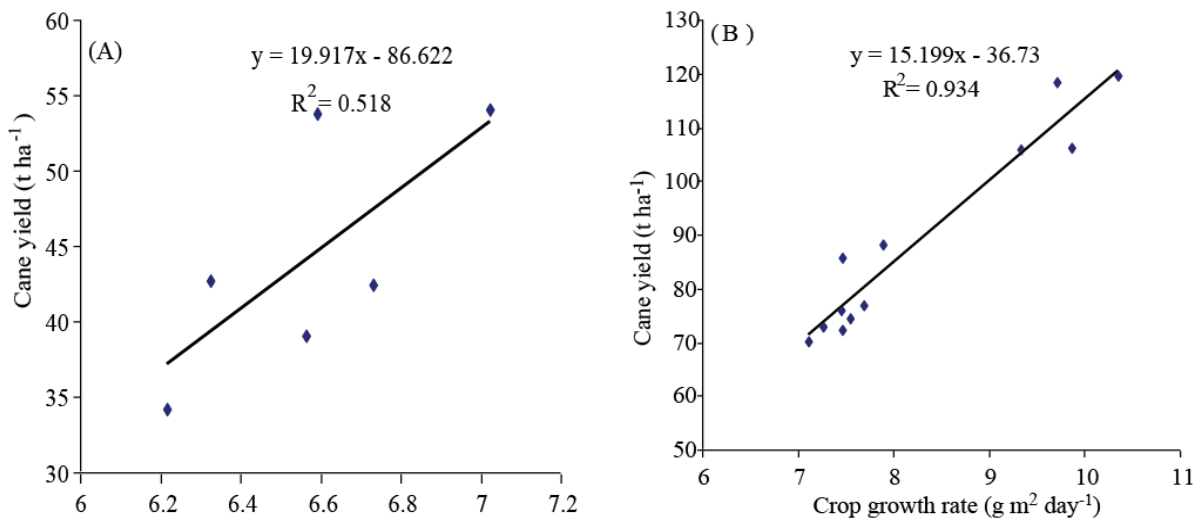 (A)
y = 19.917x - 86.622
R² = 0.518
Cane yield (t ha⁻¹)
60
55
50
45
40
35
30
6 6.2 6.4 6.6 6.8 7 7.2
(B )
y = 15.199x - 36.73
R² = 0.934
Cane yield (t ha⁻¹)
130
120
110
100
90
80
70
60
50
6 7 8 9 10 11
Crop growth rate (g m² day⁻¹)